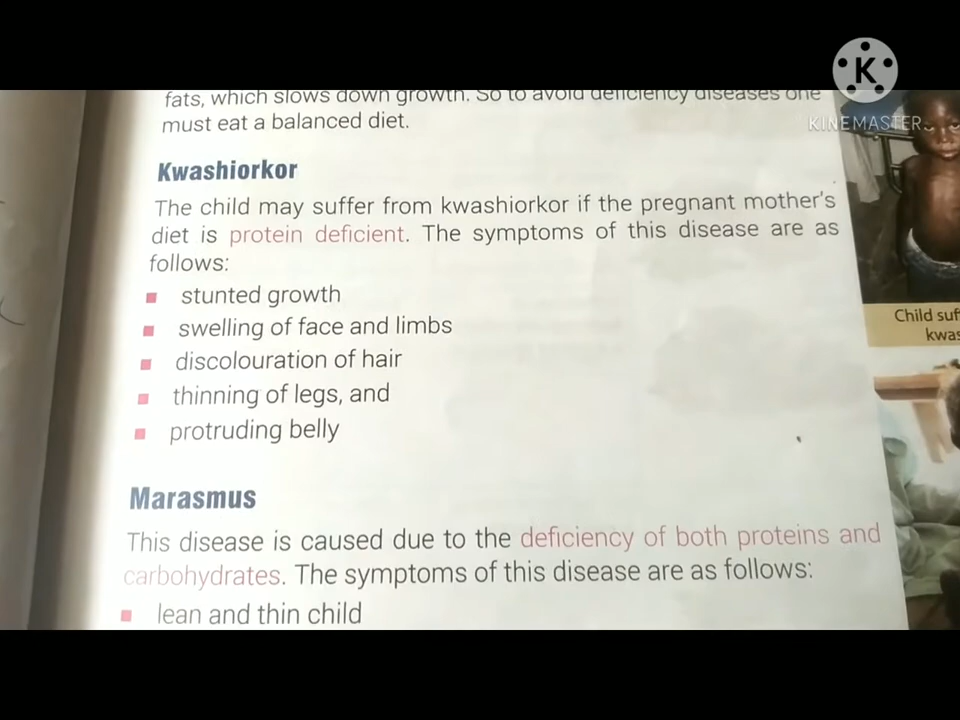 K
KINEMASTER
fats, which slows down growth. So to avoid deficiency diseases one
must eat a balanced diet.
Kwashiorkor
The child may suffer from kwashiorkor if the pregnant mother's
diet is protein deficient. The symptoms of this disease are as
follows:
stunted growth
swelling of face and limbs
discolouration of hair
thinning of legs, and
protruding belly
Child suf
kwas
Marasmus
This disease is caused due to the deficiency of both proteins and
carbohydrates. The symptoms of this disease are as follows:
lean and thin child